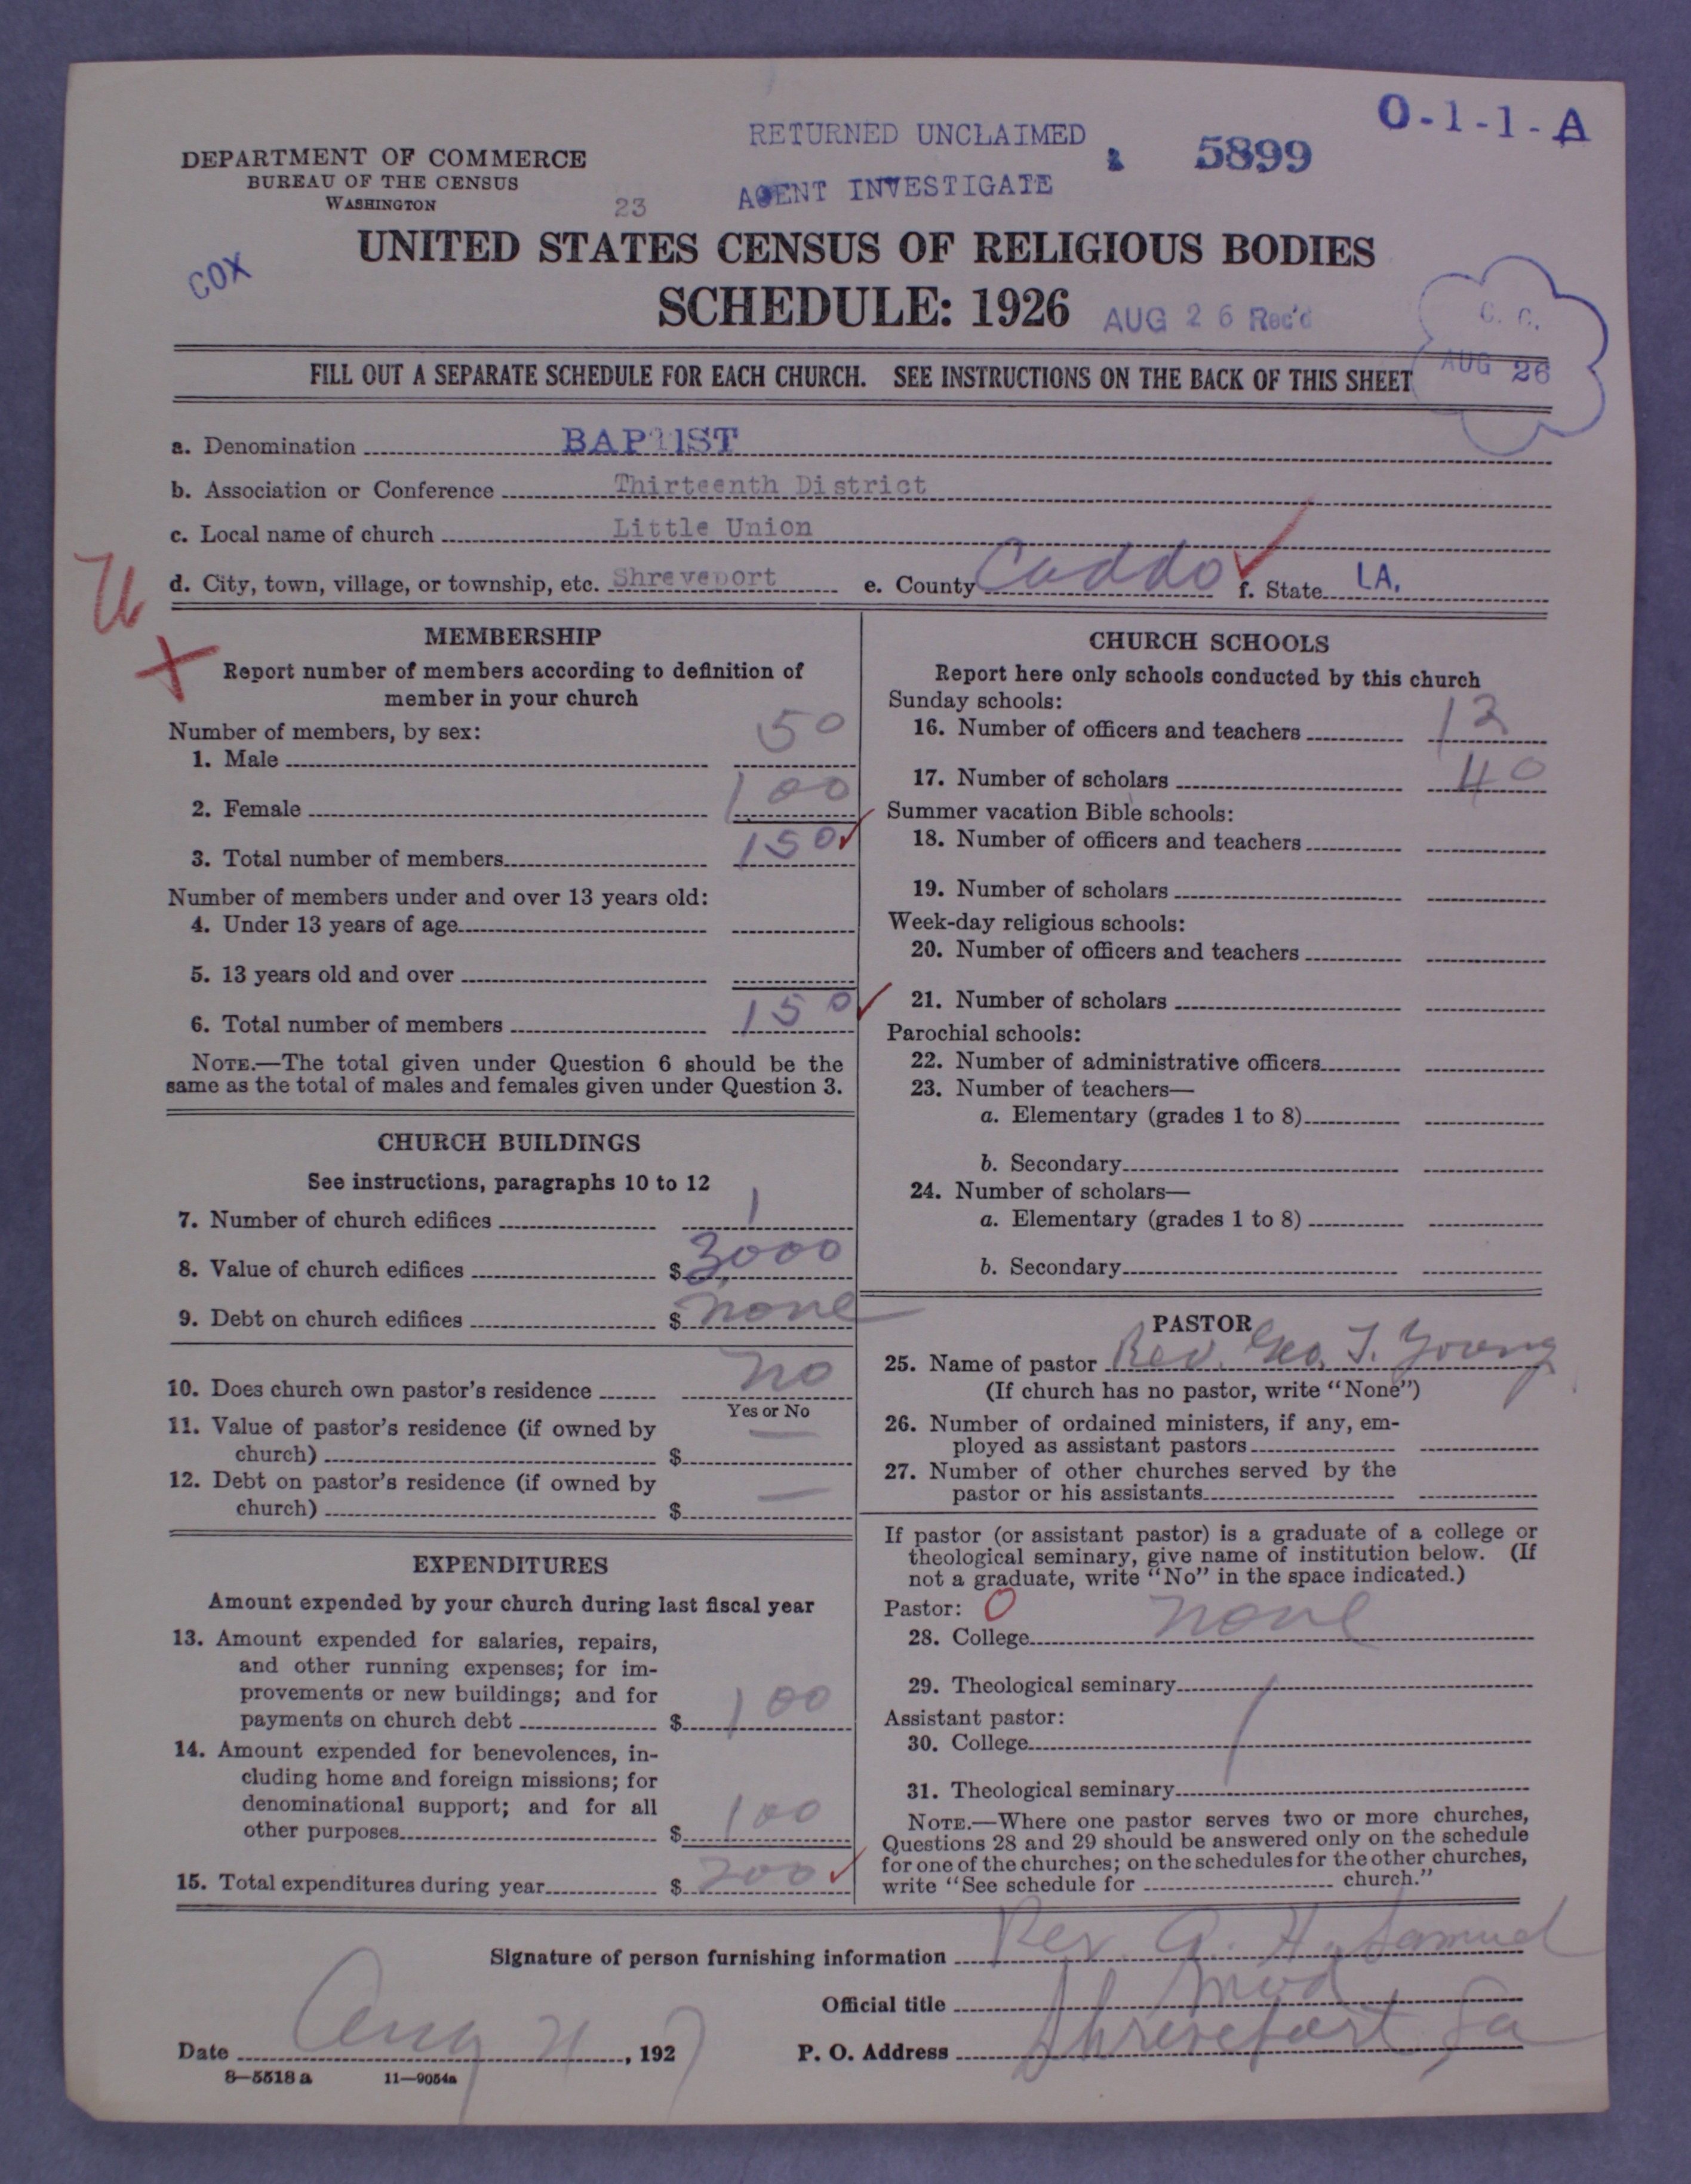 O-1-1-A
RETURNED UNCLAIMED
5899
AGENT INVESTIGATE
DEPARTMENT OF COMMERCE
BUREAU OF THE CENSUS
WASHINGTON
23
COX
UNITED STATES CENSUS OF RELIGIOUS BODIES
SCHEDULE: 1926
AUG 26 Rec'd
C. C.
AUG 26
FILL OUT A SEPARATE SCHEDULE FOR EACH CHURCH. SEE INSTRUCTIONS ON THE BACK OF THIS SHEET
a. Denomination BAPTIST
b. Association or Conference Thirteenth District
c. Local name of church Little Union
d. City, town, village, or township, etc. Shreveport e. County Caddo f. State LA.
MEMBERSHIP
Report number of members according to definition of
member in your church
Number of members, by sex:
1. Male 50
2. Female 100
3. Total number of members 150
Number of members under and over 13 years old:
4. Under 13 years of age
5. 13 years old and over
6. Total number of members 150
NOTE.—The total given under Question 6 should be the
same as the total of males and females given under Question 3.
CHURCH BUILDINGS
See instructions, paragraphs 10 to 12
7. Number of church edifices 1
8. Value of church edifices $ 3000
9. Debt on church edifices $ none
10. Does church own pastor's residence no
Yes or No
11. Value of pastor's residence (if owned by
church) $ —
12. Debt on pastor's residence (if owned by
church) $ —
EXPENDITURES
Amount expended by your church during last fiscal year
13. Amount expended for salaries, repairs,
and other running expenses; for im-
provements or new buildings; and for
payments on church debt $ 100
14. Amount expended for benevolences, in-
cluding home and foreign missions; for
denominational support; and for all
other purposes $ 100
15. Total expenditures during year $ 200
CHURCH SCHOOLS
Report here only schools conducted by this church
Sunday schools:
16. Number of officers and teachers 12
17. Number of scholars 40
Summer vacation Bible schools:
18. Number of officers and teachers
19. Number of scholars
Week-day religious schools:
20. Number of officers and teachers
21. Number of scholars
Parochial schools:
22. Number of administrative officers
23. Number of teachers—
a. Elementary (grades 1 to 8)
b. Secondary
24. Number of scholars—
a. Elementary (grades 1 to 8)
b. Secondary
PASTOR
25. Name of pastor Rev. Geo. T. Young
(If church has no pastor, write "None")
26. Number of ordained ministers, if any, em-
ployed as assistant pastors
27. Number of other churches served by the
pastor or his assistants
If pastor (or assistant pastor) is a graduate of a college or
theological seminary, give name of institution below. (If
not a graduate, write "No" in the space indicated.)
Pastor: 0
28. College none
29. Theological seminary
Assistant pastor:
30. College
31. Theological seminary
NOTE.—Where one pastor serves two or more churches,
Questions 28 and 29 should be answered only on the schedule
for one of the churches; on the schedules for the other churches,
write "See schedule for church."
Signature of person furnishing information Rev. A. H. Samuel
Official title Mod
Date Aug 21, 1927 P. O. Address Shreveport, La
8—5518 a 11—9054a